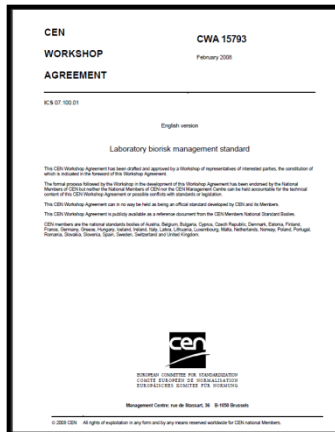 CEN
CWA 15793
WORKSHOP
February 2008
AGREEMENT
ICS 07.100.01
English version
Laboratory biorisk management standard
This CEN Workshop Agreement has been drafted and approved by a Workshop of representatives of interested parties, the constitution of
which is indicated in the foreword of this Workshop Agreement.
The formal process followed by the Workshop in the development of this Workshop Agreement has been endorsed by the National
Members of CEN but neither the National Members of CEN nor the CEN Management Centre can be held accountable for the technical
content of this CEN Workshop Agreement or possible conflicts with standards or legislation.
This CEN Workshop Agreement can in no way be held as being an official standard developed by CEN and its Members.
This CEN Workshop Agreement is publicly available as a reference document from the CEN Members National Standard Bodies.
CEN members are the national standards bodies of Austria, Belgium, Bulgaria, Cyprus, Czech Republic, Denmark, Estonia, Finland,
France, Germany, Greece, Hungary, Iceland, Ireland, Italy, Latvia, Lithuania, Luxembourg, Malta, Netherlands, Norway, Poland, Portugal,
Romania, Slovakia, Slovenia, Spain, Sweden, Switzerland and United Kingdom.
cen
EUROPEAN COMMITTEE FOR STANDARDIZATION
COMITÉ EUROPÉEN DE NORMALISATION
EUROPÄISCHES KOMITEE FÜR NORMUNG
Management Centre: rue de Stassart, 36 B-1050 Brussels
© 2008 CEN All rights of exploitation in any form and by any means reserved worldwide for CEN national Members.